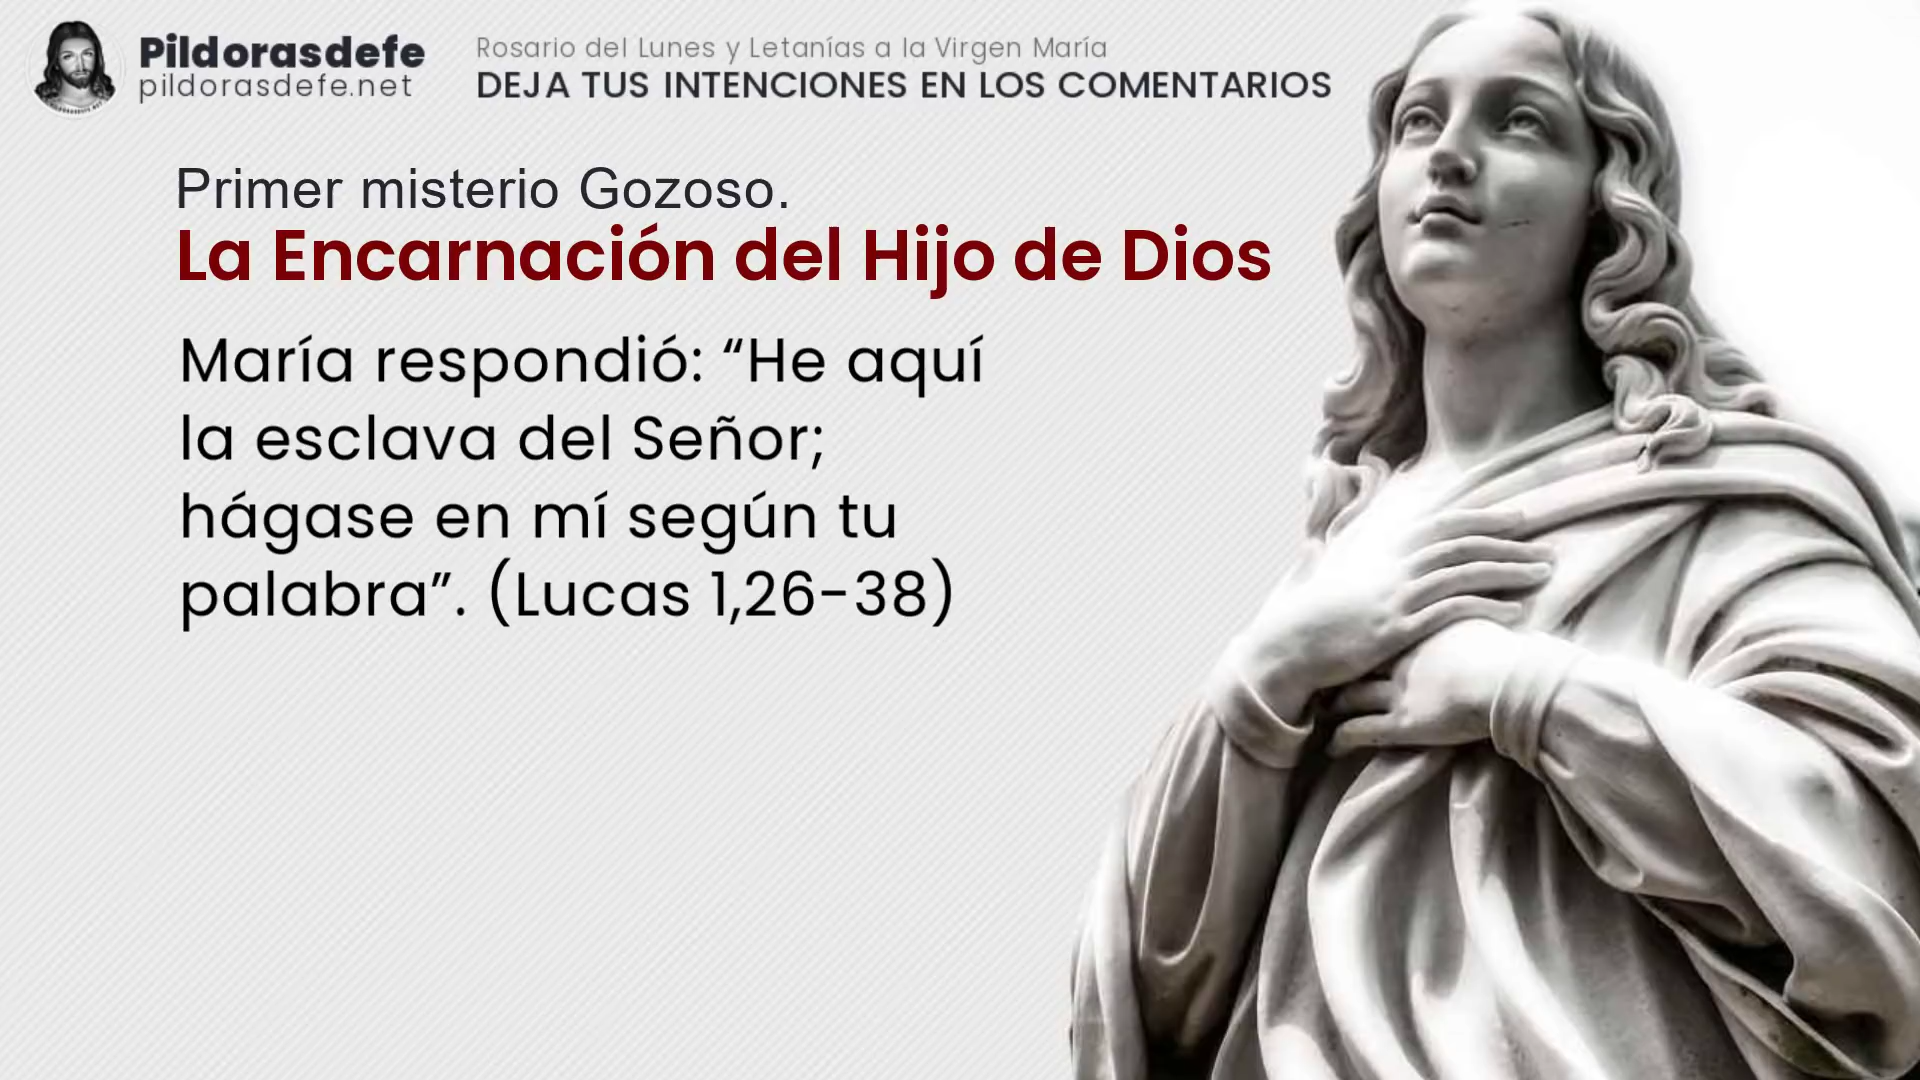 Pildorasdefe
pildorasdefe.net
Rosario del Lunes y Letanías a la Virgen María
DEJA TUS INTENCIONES EN LOS COMENTARIOS
Primer misterio Gozoso.
La Encarnación del Hijo de Dios
María respondió: “He aquí
la esclava del Señor;
hágase en mí según tu
palabra”. (Lucas 1,26-38)